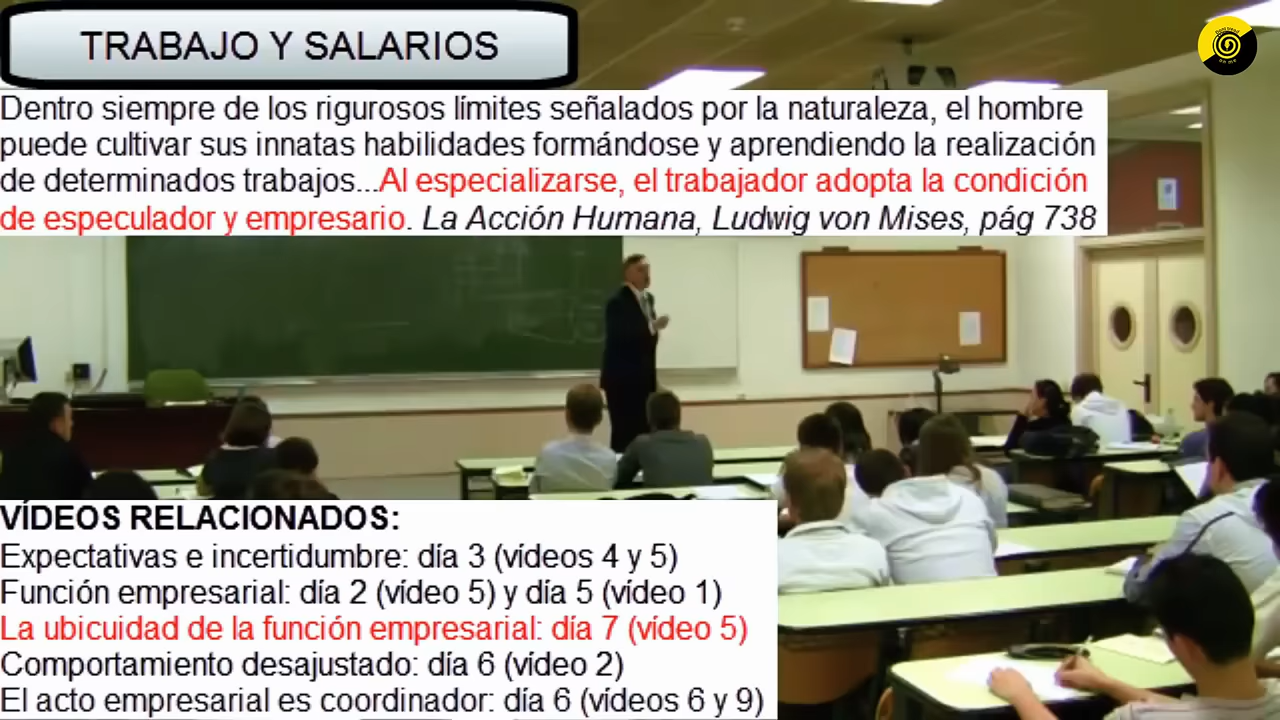 TRABAJO Y SALARIOS
Dentro siempre de los rigurosos límites señalados por la naturaleza, el hombre
puede cultivar sus innatas habilidades formándose y aprendiendo la realización
de determinados trabajos...Al especializarse, el trabajador adopta la condición
de especulador y empresario. La Acción Humana, Ludwig von Mises, pág 738
VÍDEOS RELACIONADOS:
Expectativas e incertidumbre: día 3 (vídeos 4 y 5)
Función empresarial: día 2 (vídeo 5) y día 5 (vídeo 1)
La ubicuidad de la función empresarial: día 7 (vídeo 5)
Comportamiento desajustado: día 6 (vídeo 2)
El acto empresarial es coordinador: día 6 (vídeos 6 y 9)